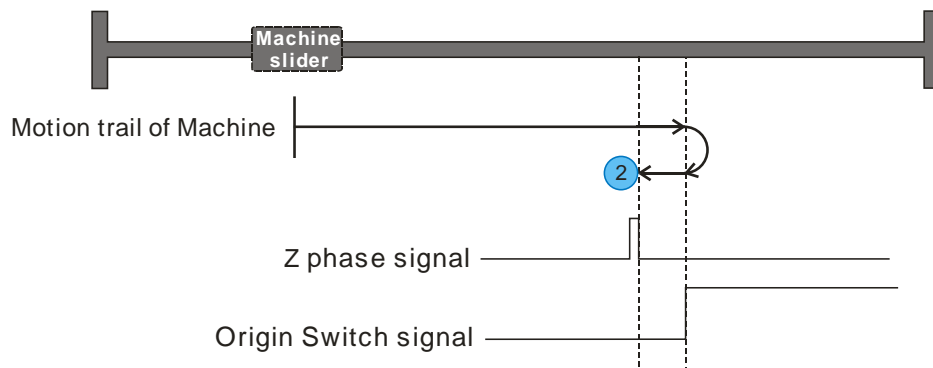 Machine
slider
Motion trail of Machine
2
Z phase signal
Origin Switch signal